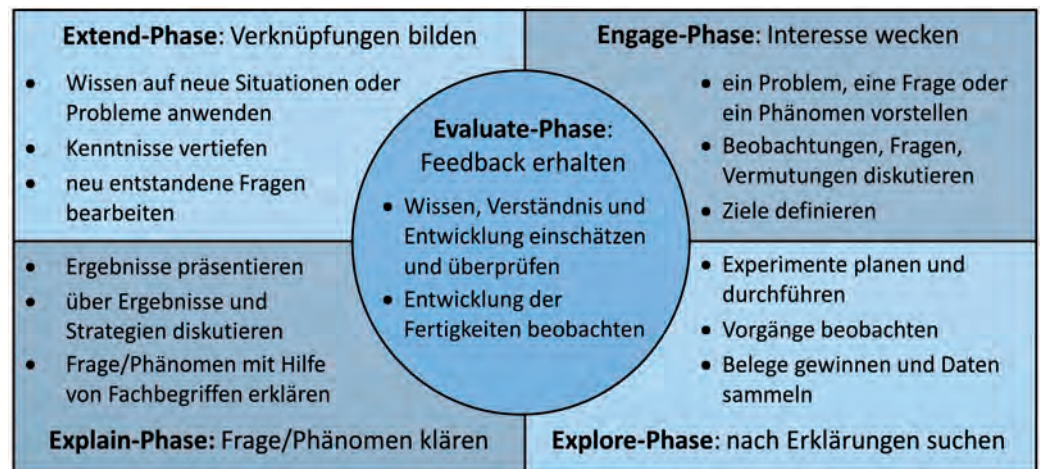 Extend-Phase: Verknüpfungen bilden
• Wissen auf neue Situationen oder
Probleme anwenden
• Kenntnisse vertiefen
• neu entstandene Fragen
bearbeiten
Engage-Phase: Interesse wecken
• ein Problem, eine Frage oder
ein Phänomen vorstellen
• Beobachtungen, Fragen,
Vermutungen diskutieren
• Ziele definieren
Evaluate-Phase:
Feedback erhalten
• Wissen, Verständnis und
Entwicklung einschätzen
und überprüfen
• Entwicklung der
Fertigkeiten beobachten
• Ergebnisse präsentieren
• über Ergebnisse und
Strategien diskutieren
• Frage/Phänomen mit Hilfe
von Fachbegriffen erklären
Explain-Phase: Frage/Phänomen klären
• Experimente planen und
durchführen
• Vorgänge beobachten
• Belege gewinnen und Daten
sammeln
Explore-Phase: nach Erklärungen suchen